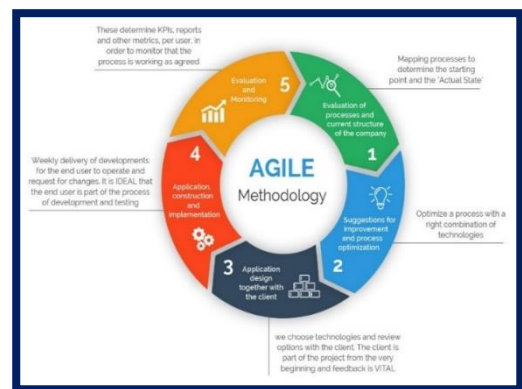 These determine KPIs, reports
and other metrics, per user, in
order to monitor that the
process is working as agreed
5
Evaluation
and
Monitoring
Mapping processes to
determine the starting
point and the 'Actual State'
Evaluation of
processes and
current structure
of the company
1
AGILE
Methodology
Weekly delivery of developments
for the end user to operate and
request for changes. It is IDEAL that
the end user is part of the process
of development and testing
4
Application,
construction
and
implementation
Optimize a process with a
right combination of
technologies
Suggestions for
improvement
and process
optimization
2
3
Application
design
together with
the client
we choose technologies and review
options with the client. The client is
part of the project from the very
beginning and feedback is VITAL